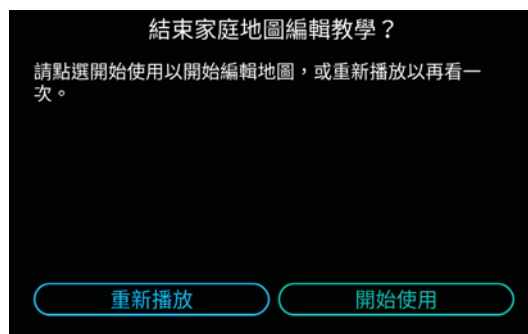 結束家庭地圖編輯教學？
請點選開始使用以開始編輯地圖，或重新播放以再看一
次。
重新播放
開始使用